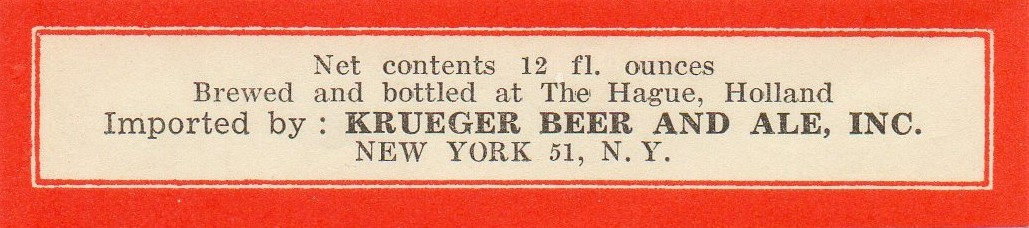 Net contents 12 fl. ounces
Brewed and bottled at The Hague, Holland
Imported by : KRUEGER BEER AND ALE, INC.
NEW YORK 51, N. Y.